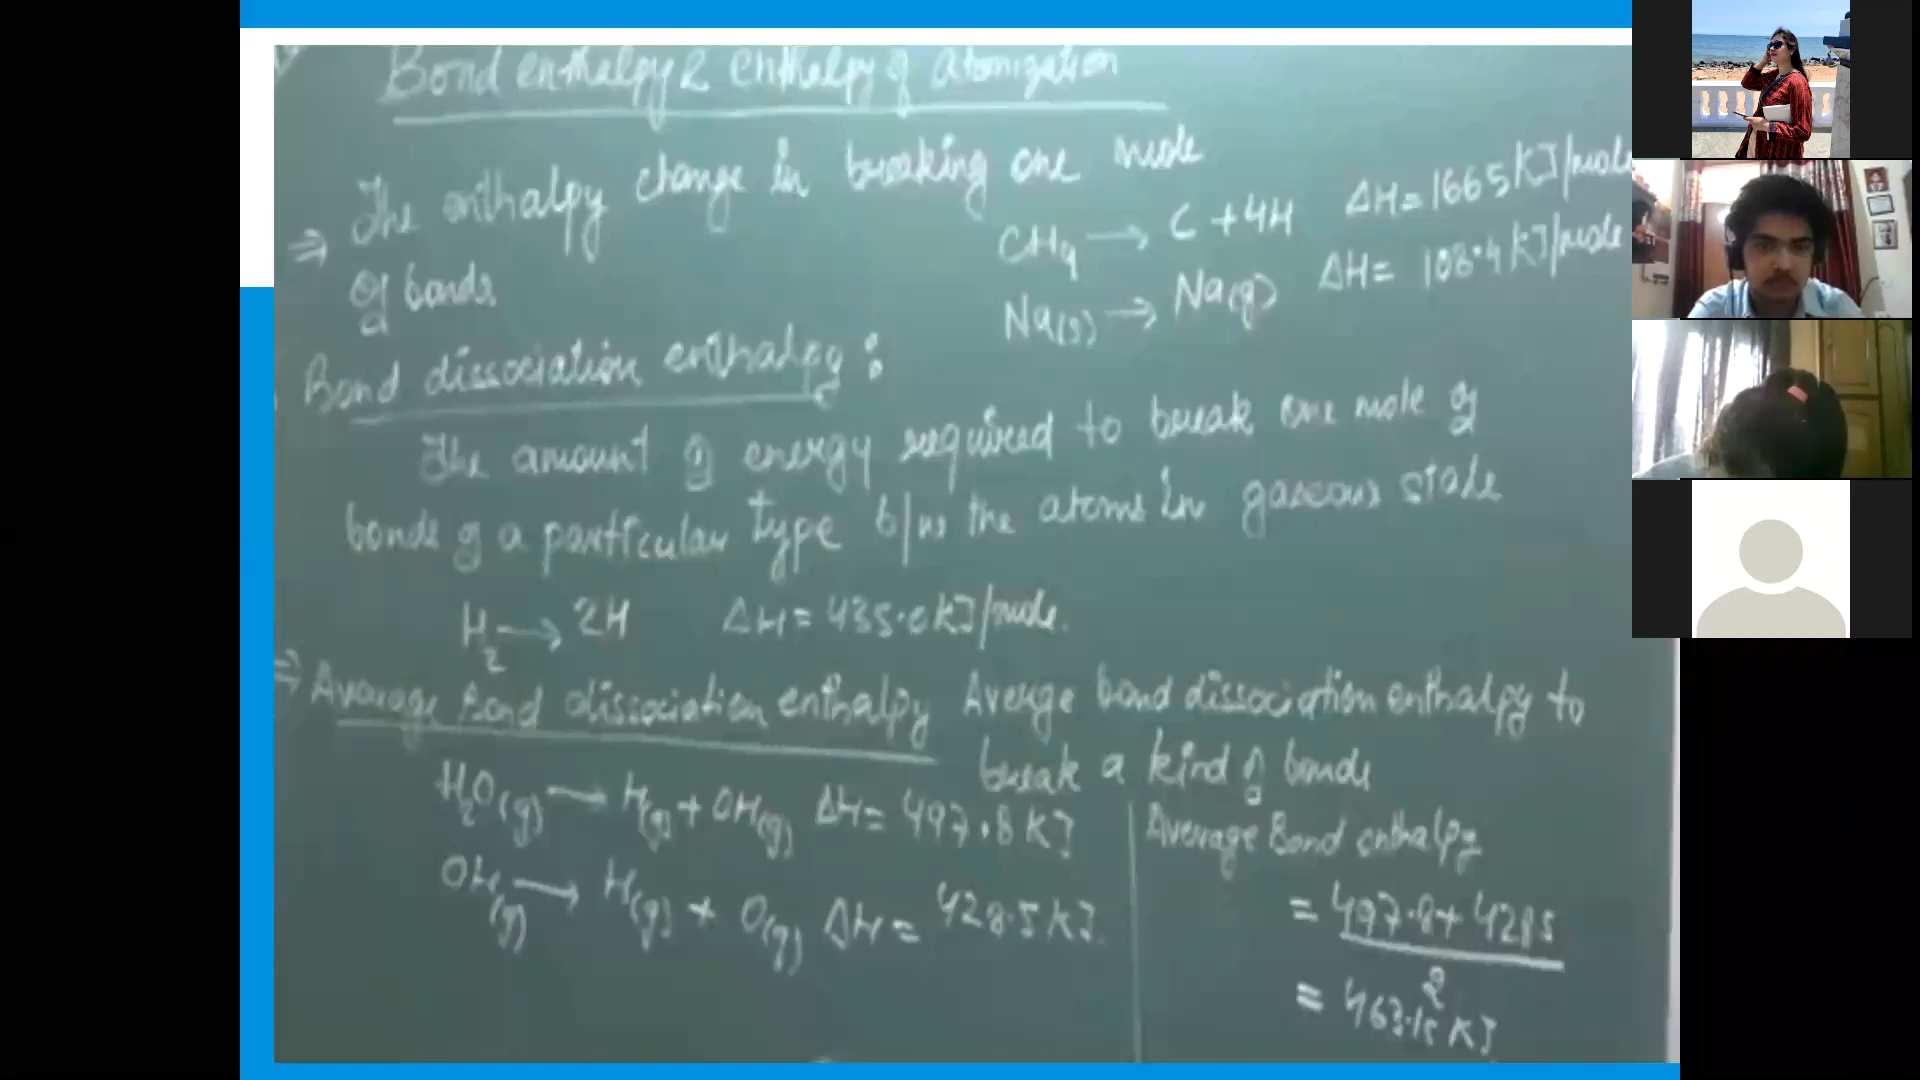 Bond enthalpy & enthalpy of atomization
⇒ The enthalpy change in breaking one mole
of bonds
CH4 → C + 4H ΔH = 1665 KJ/mole
Na(s) → Na(g) ΔH = 108.4 KJ/mole
Bond dissociation enthalpy:
The amount of energy required to break one mole of
bonds of a particular type b/w the atoms in gaseous state
H2 → 2H ΔH = 435.0 KJ/mole.
⇒ Average Bond dissociation enthalpy Averge bond dissociation enthalpy to
break a kind of bonds
H2O(g) → H(g) + OH(g) ΔH = 497.8 KJ
OH(g) → H(g) + O(g) ΔH = 428.5 KJ.
Average Bond enthalpy
= 497.8 + 428.5
2
= 463.15 KJ